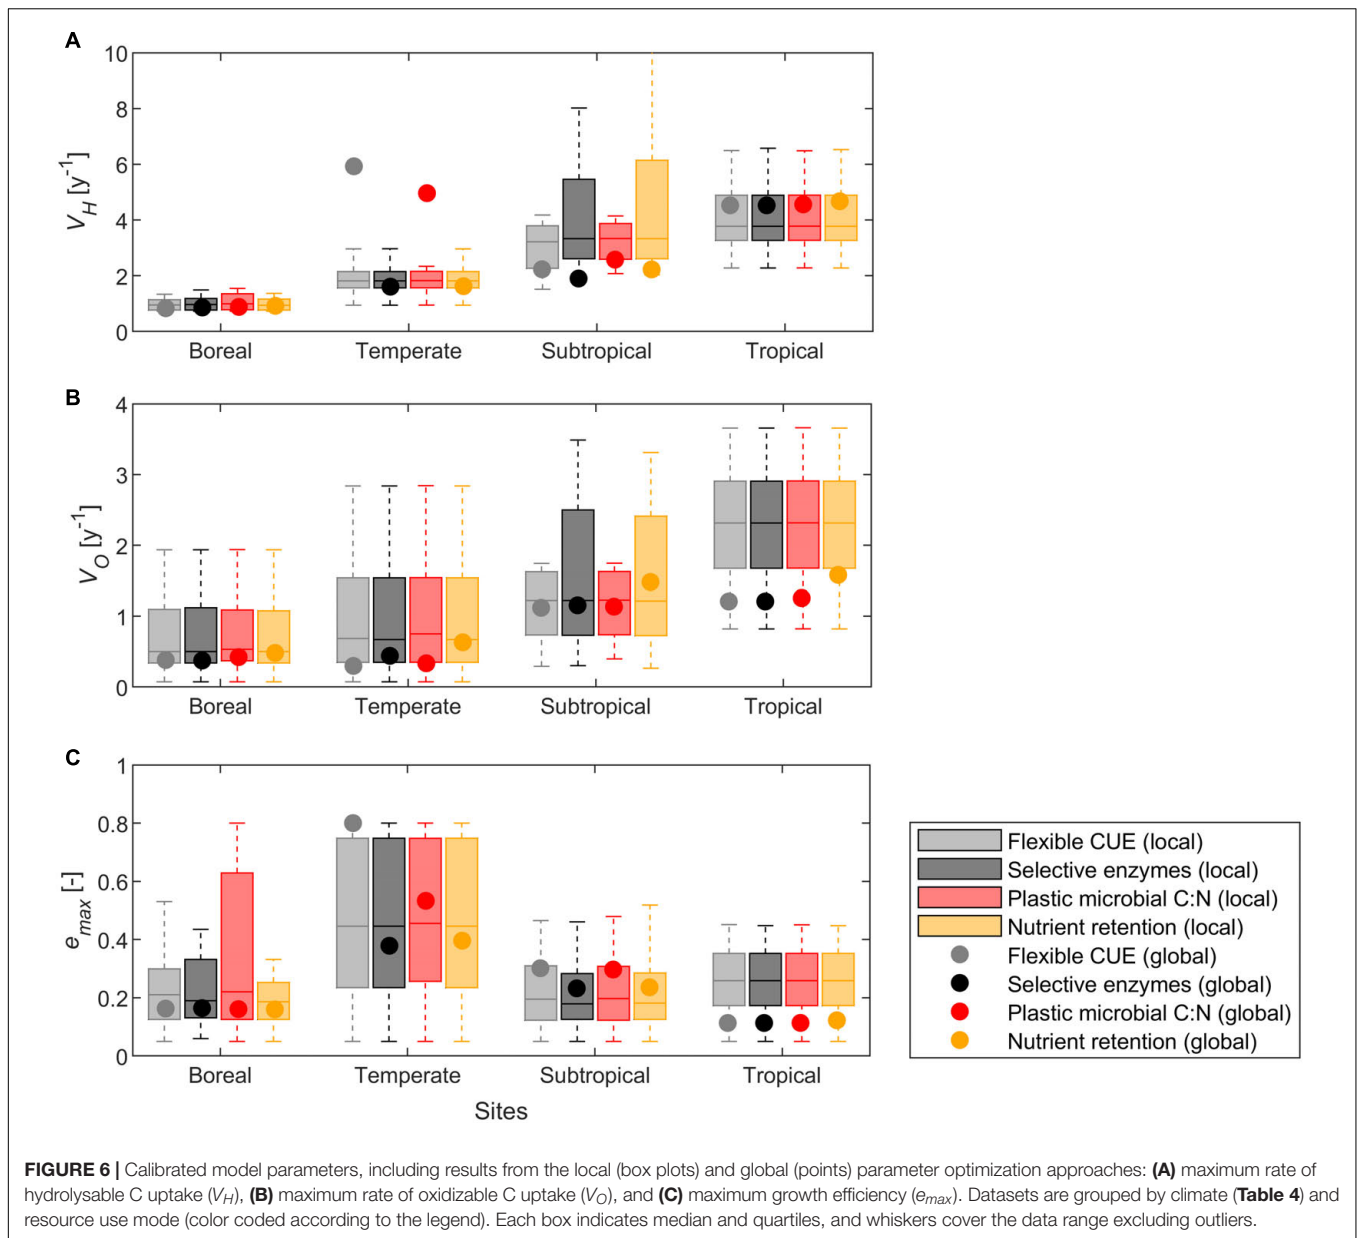 A
10
8
6
4
2
0
V_H [y^-1]
Boreal Temperate Subtropical Tropical
B
4
3
2
1
0
V_O [y^-1]
Boreal Temperate Subtropical Tropical
C
1
0.8
0.6
0.4
0.2
0
e_max [-]
Boreal Temperate Subtropical Tropical
Sites
Flexible CUE (local)
Selective enzymes (local)
Plastic microbial C:N (local)
Nutrient retention (local)
Flexible CUE (global)
Selective enzymes (global)
Plastic microbial C:N (global)
Nutrient retention (global)
FIGURE 6 | Calibrated model parameters, including results from the local (box plots) and global (points) parameter optimization approaches: (A) maximum rate of
hydrolysable C uptake (V_H), (B) maximum rate of oxidizable C uptake (V_O), and (C) maximum growth efficiency (e_max). Datasets are grouped by climate (Table 4) and
resource use mode (color coded according to the legend). Each box indicates median and quartiles, and whiskers cover the data range excluding outliers.